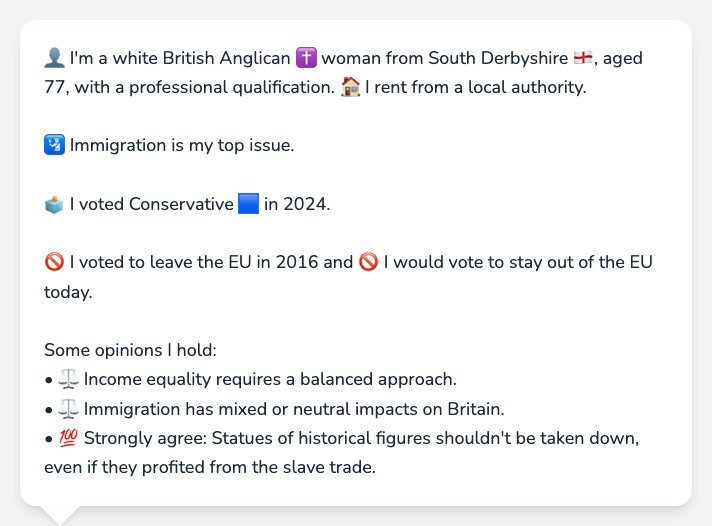 👤 I'm a white British Anglican ✝️ woman from South Derbyshire 🏴󠁧󠁢󠁥󠁮󠁧󠁿, aged
77, with a professional qualification. 🏠 I rent from a local authority.
🛂 Immigration is my top issue.
🗳️ I voted Conservative 🟦 in 2024.
🚫 I voted to leave the EU in 2016 and 🚫 I would vote to stay out of the EU
today.
Some opinions I hold:
• ⚖️ Income equality requires a balanced approach.
• ⚖️ Immigration has mixed or neutral impacts on Britain.
• 💯 Strongly agree: Statues of historical figures shouldn't be taken down,
even if they profited from the slave trade.